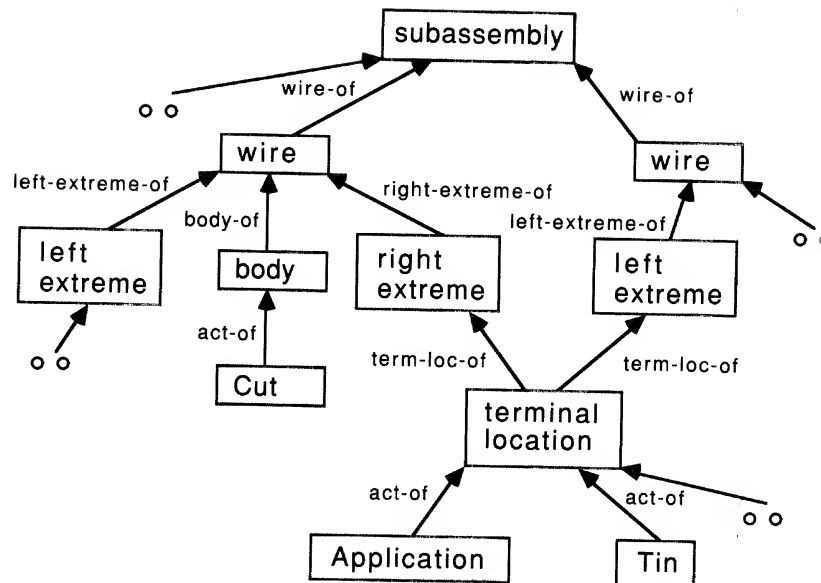 subassembly
wire-of
wire-of
wire
wire
left-extreme-of
right-extreme-of
body-of
left-extreme-of
left
extreme
body
right
extreme
left
extreme
act-of
term-loc-of
term-loc-of
Cut
terminal
location
act-of
act-of
Application
Tin